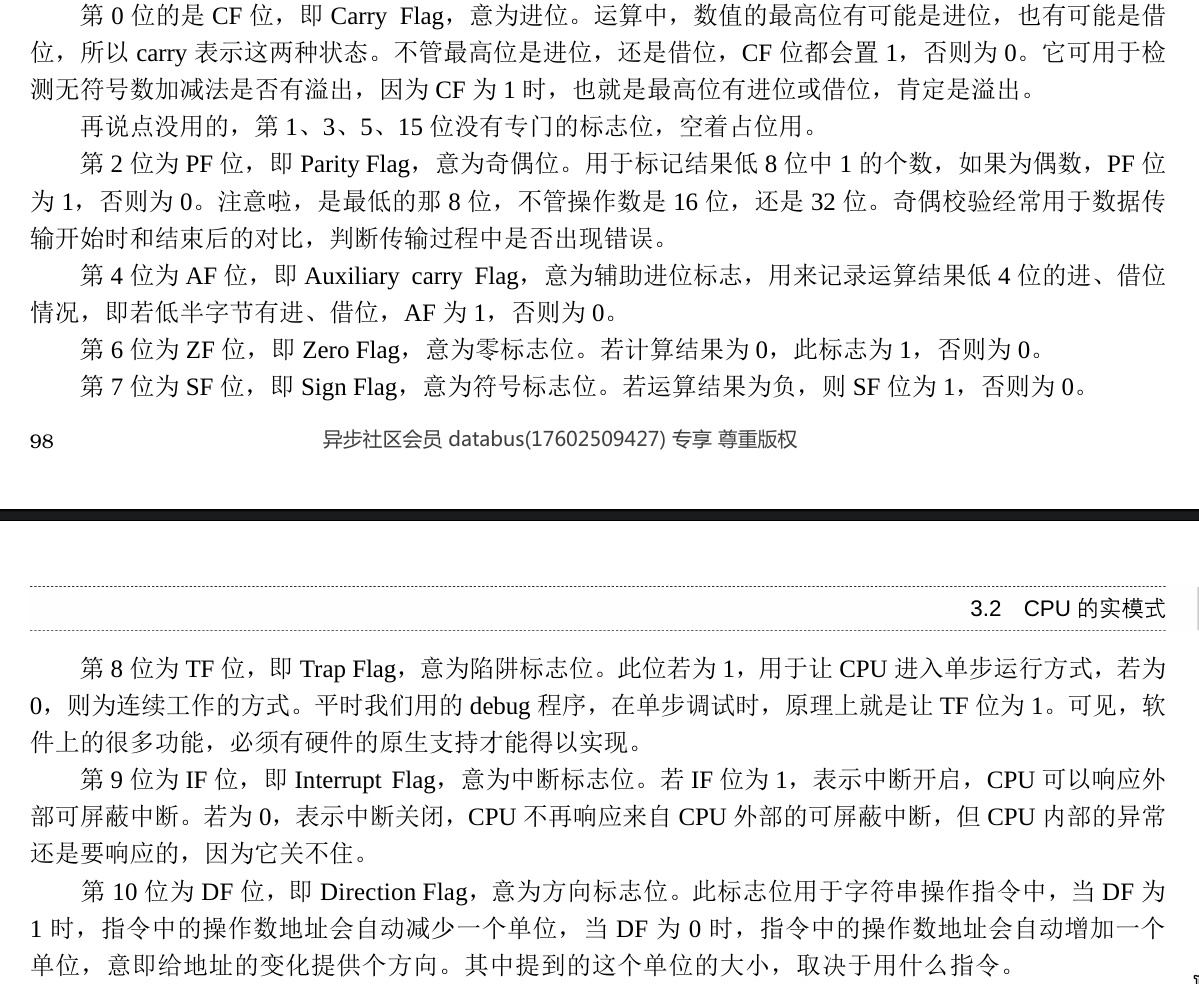 第 0 位的是 CF 位，即 Carry Flag，意为进位。运算中，数值的最高位有可能是进位，也有可能是借
位，所以 carry 表示这两种状态。不管最高位是进位，还是借位，CF 位都会置 1，否则为 0。它可用于检
测无符号数加减法是否有溢出，因为 CF 为 1 时，也就是最高位有进位或借位，肯定是溢出。
再说点没用的，第 1、3、5、15 位没有专门的标志位，空着占位用。
第 2 位为 PF 位，即 Parity Flag，意为奇偶位。用于标记结果低 8 位中 1 的个数，如果为偶数，PF 位
为 1，否则为 0。注意啦，是最低的那 8 位，不管操作数是 16 位，还是 32 位。奇偶校验经常用于数据传
输开始时和结束后的对比，判断传输过程中是否出现错误。
第 4 位为 AF 位，即 Auxiliary carry Flag，意为辅助进位标志，用来记录运算结果低 4 位的进、借位
情况，即若低半字节有进、借位，AF 为 1，否则为 0。
第 6 位为 ZF 位，即 Zero Flag，意为零标志位。若计算结果为 0，此标志为 1，否则为 0。
第 7 位为 SF 位，即 Sign Flag，意为符号标志位。若运算结果为负，则 SF 位为 1，否则为 0。
98 异步社区会员 databus(17602509427) 专享 尊重版权
3.2 CPU 的实模式
第 8 位为 TF 位，即 Trap Flag，意为陷阱标志位。此位若为 1，用于让 CPU 进入单步运行方式，若为
0，则为连续工作的方式。平时我们用的 debug 程序，在单步调试时，原理上就是让 TF 位为 1。可见，软
件上的很多功能，必须有硬件的原生支持才能得以实现。
第 9 位为 IF 位，即 Interrupt Flag，意为中断标志位。若 IF 位为 1，表示中断开启，CPU 可以响应外
部可屏蔽中断。若为 0，表示中断关闭，CPU 不再响应来自 CPU 外部的可屏蔽中断，但 CPU 内部的异常
还是要响应的，因为它关不住。
第 10 位为 DF 位，即 Direction Flag，意为方向标志位。此标志位用于字符串操作指令中，当 DF 为
1 时，指令中的操作数地址会自动减少一个单位，当 DF 为 0 时，指令中的操作数地址会自动增加一个
单位，意即给地址的变化提供个方向。其中提到的这个单位的大小，取决于用什么指令。